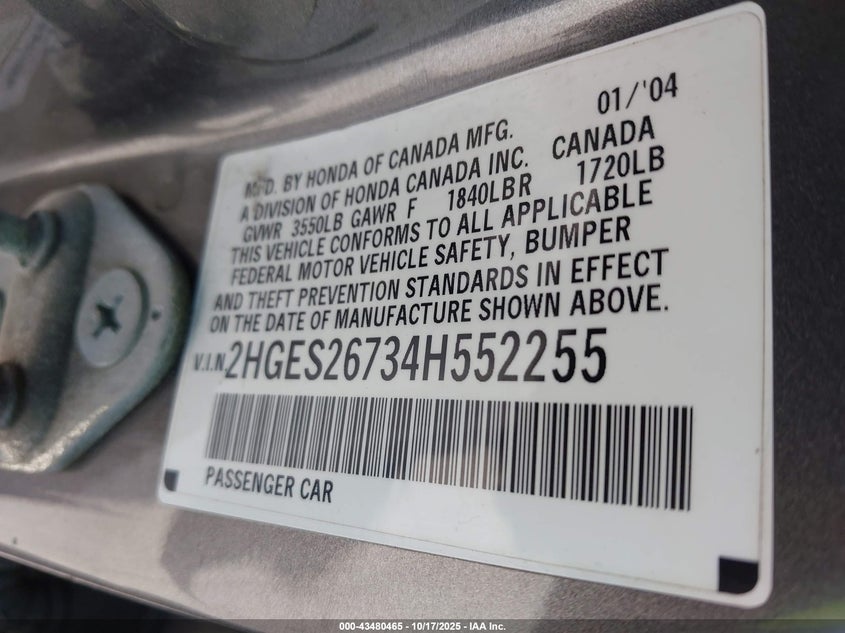 01/'04
MFD. BY HONDA OF CANADA MFG.
A DIVISION OF HONDA CANADA INC. CANADA
GVWR 3550LB GAWR F 1840LBR 1720LB
THIS VEHICLE CONFORMS TO ALL APPLICABLE
FEDERAL MOTOR VEHICLE SAFETY, BUMPER
AND THEFT PREVENTION STANDARDS IN EFFECT
ON THE DATE OF MANUFACTURE SHOWN ABOVE.
V.I.N. 2HGES26734H552255
PASSENGER CAR
000-43480465 - 10/17/2025 - IAA Inc.